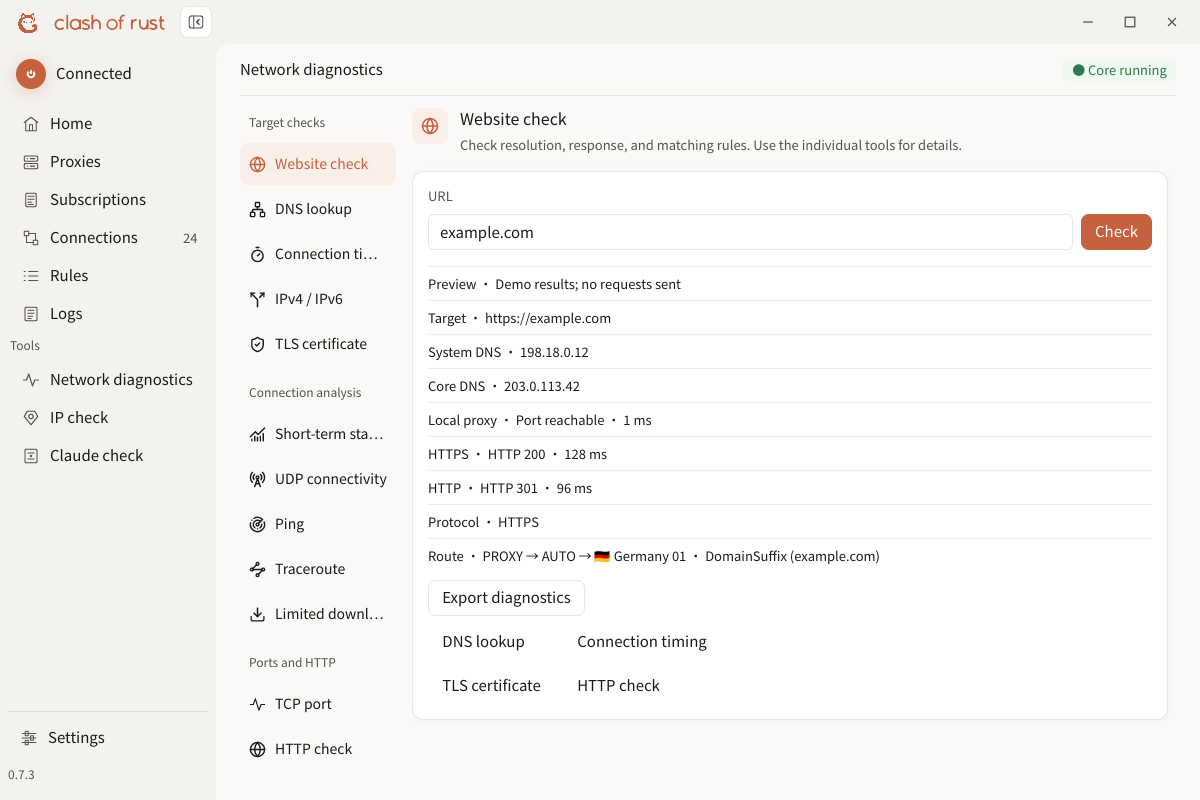 clash of rust
Connected
Home
Proxies
Subscriptions
Connections 24
Rules
Logs
Tools
Network diagnostics
IP check
Claude check
Settings
0.7.3
Network diagnostics
Core running
Target checks
Website check
DNS lookup
Connection ti…
IPv4 / IPv6
TLS certificate
Connection analysis
Short-term sta…
UDP connectivity
Ping
Traceroute
Limited downl…
Ports and HTTP
TCP port
HTTP check
Website check
Check resolution, response, and matching rules. Use the individual tools for details.
URL
example.com
Check
Preview • Demo results; no requests sent
Target • https://example.com
System DNS • 198.18.0.12
Core DNS • 203.0.113.42
Local proxy • Port reachable • 1 ms
HTTPS • HTTP 200 • 128 ms
HTTP • HTTP 301 • 96 ms
Protocol • HTTPS
Route • PROXY → AUTO → 🇩🇪 Germany 01 • DomainSuffix (example.com)
Export diagnostics
DNS lookup Connection timing
TLS certificate HTTP check